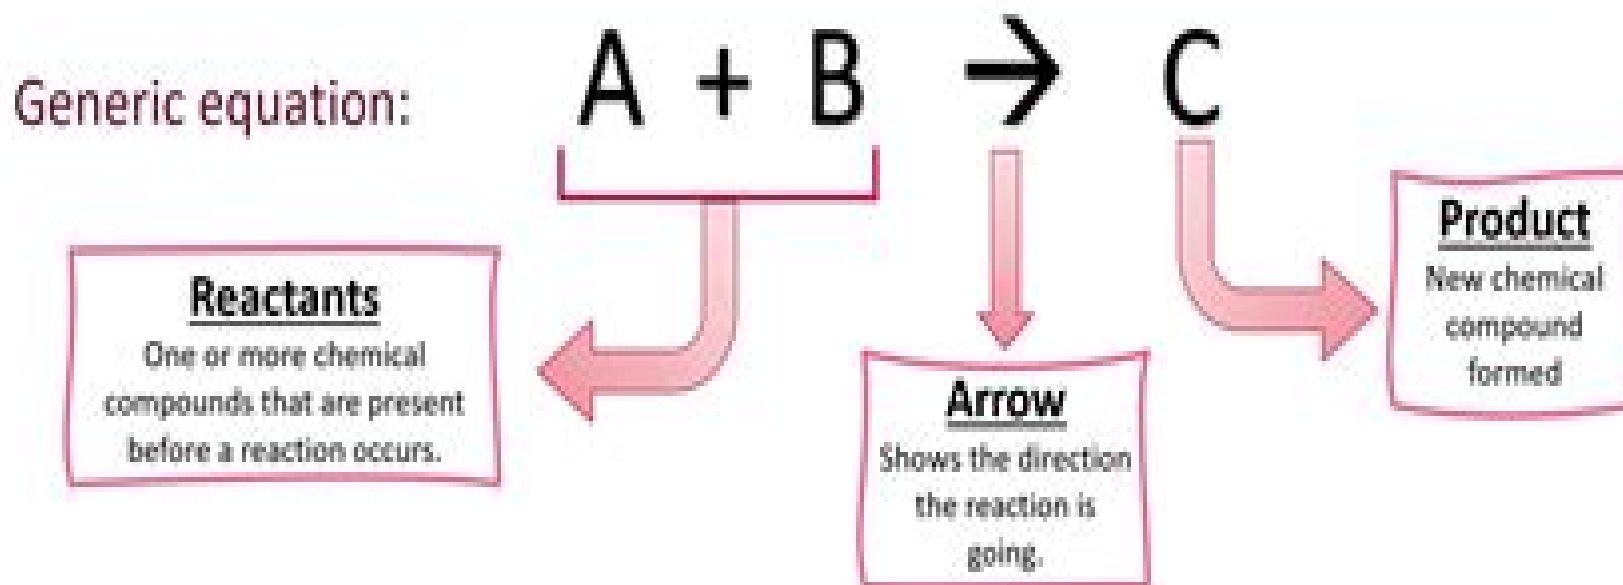 Generic equation:
A + B → C
Reactants
One or more chemical
compounds that are present
before a reaction occurs.
Arrow
Shows the direction
the reaction is
going.
Product
New chemical
compound
formed